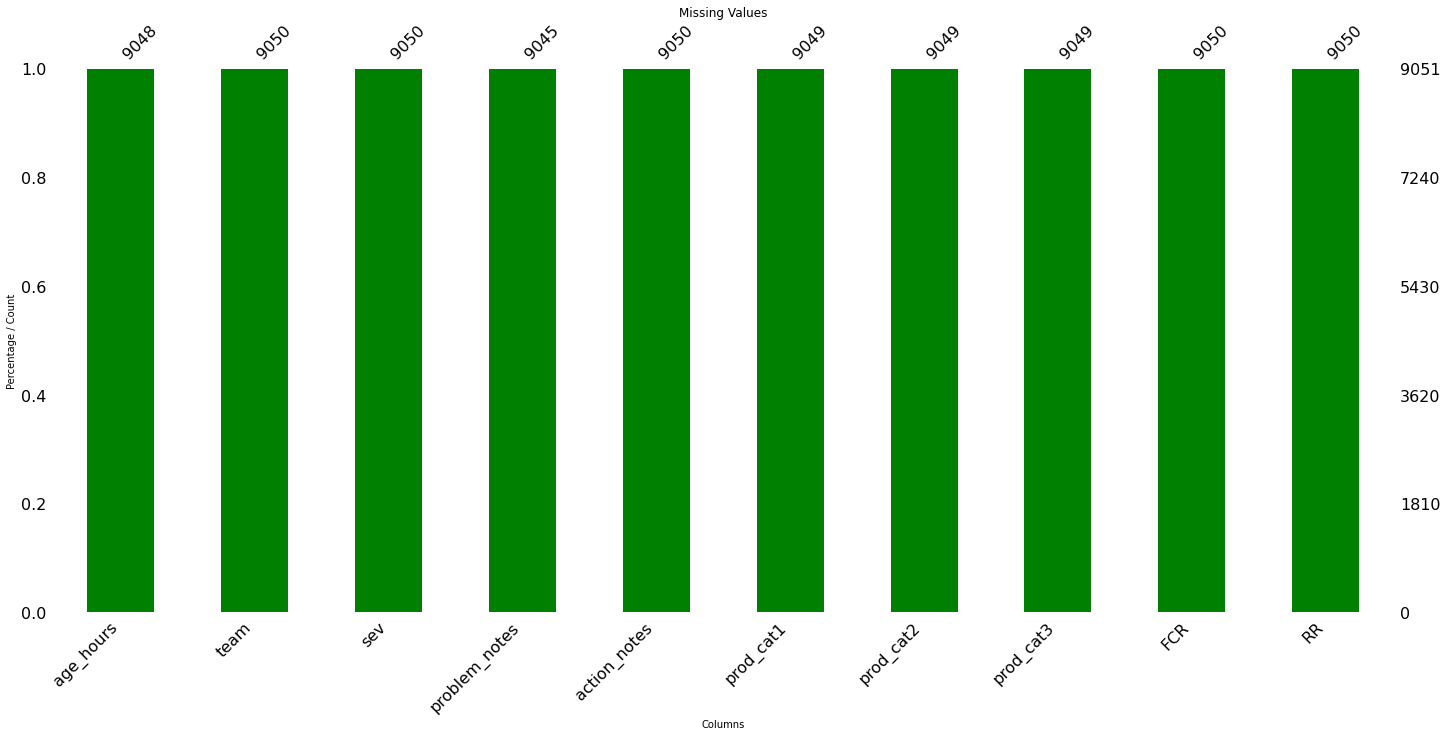 Missing Values
9048 9050 9050 9045 9050 9049 9049 9049 9050 9050
1.0 9051
0.8 7240
0.6 5430
Percentage / Count
0.4 3620
0.2 1810
0.0 0
age_hours team sev problem_notes action_notes prod_cat1 prod_cat2 prod_cat3 FCR RR
Columns